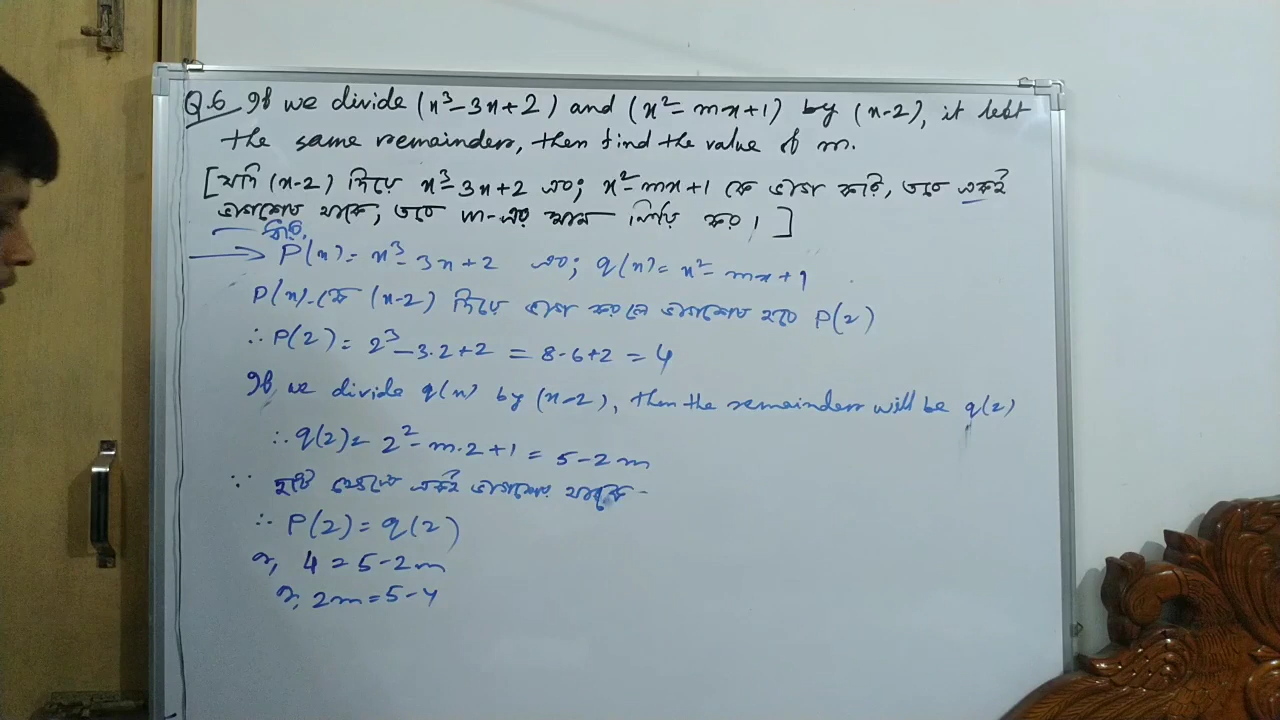 Q.6 If we divide (x³-3x+2) and (x²-mx+1) by (x-2), it left
the same remainder, then find the value of m.
[যদি (x-2) দিয়ে x³-3x+2 এবং x²-mx+1 কে ভাগ করি, তবে একই
ভাগশেষ থাকে, তবে m-এর মান নির্ণয় কর।]
ধরি,
P(x)= x³-3x+2 এবং q(x)= x²-mx+1
P(x)-কে (x-2) দিয়ে ভাগ করলে ভাগশেষ হবে P(2)
∴ P(2)= 2³-3.2+2 = 8-6+2 = 4
If we divide q(x) by (x-2), then the remainder will be q(2)
∴ q(2)= 2²-m.2+1 = 5-2m
∵ দুটি ক্ষেত্রে একই ভাগশেষ থাকবে-
∴ P(2)=q(2)
বা, 4=5-2m
বা, 2m=5-4